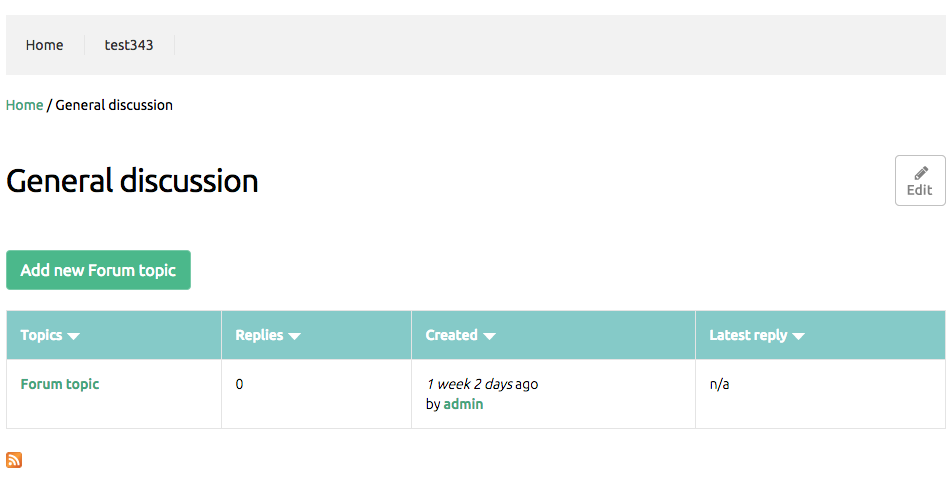 Home test343
Home / General discussion
General discussion
Edit
Add new Forum topic
Topics Replies Created Latest reply
Forum topic 0 1 week 2 days ago n/a
by admin